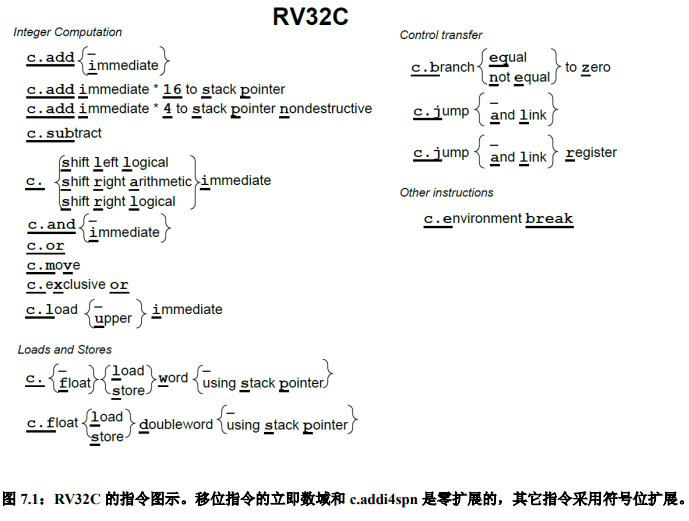 RV32C
Integer Computation
c.add { – immediate }
c.add immediate * 16 to stack pointer
c.add immediate * 4 to stack pointer nondestructive
c.subtract
c. { shift left logical
shift right arithmetic
shift right logical } immediate
c.and { – immediate }
c.or
c.move
c.exclusive or
c.load { – upper } immediate
Loads and Stores
c. { – float } { load store } word { – using stack pointer }
c.float { load store } doubleword { – using stack pointer }
Control transfer
c.branch { equal not equal } to zero
c.jump { – and link }
c.jump { – and link } register
Other instructions
c.environment break
图 7.1：RV32C 的指令图示。移位指令的立即数域和 c.addi4spn 是零扩展的，其它指令采用符号位扩展。